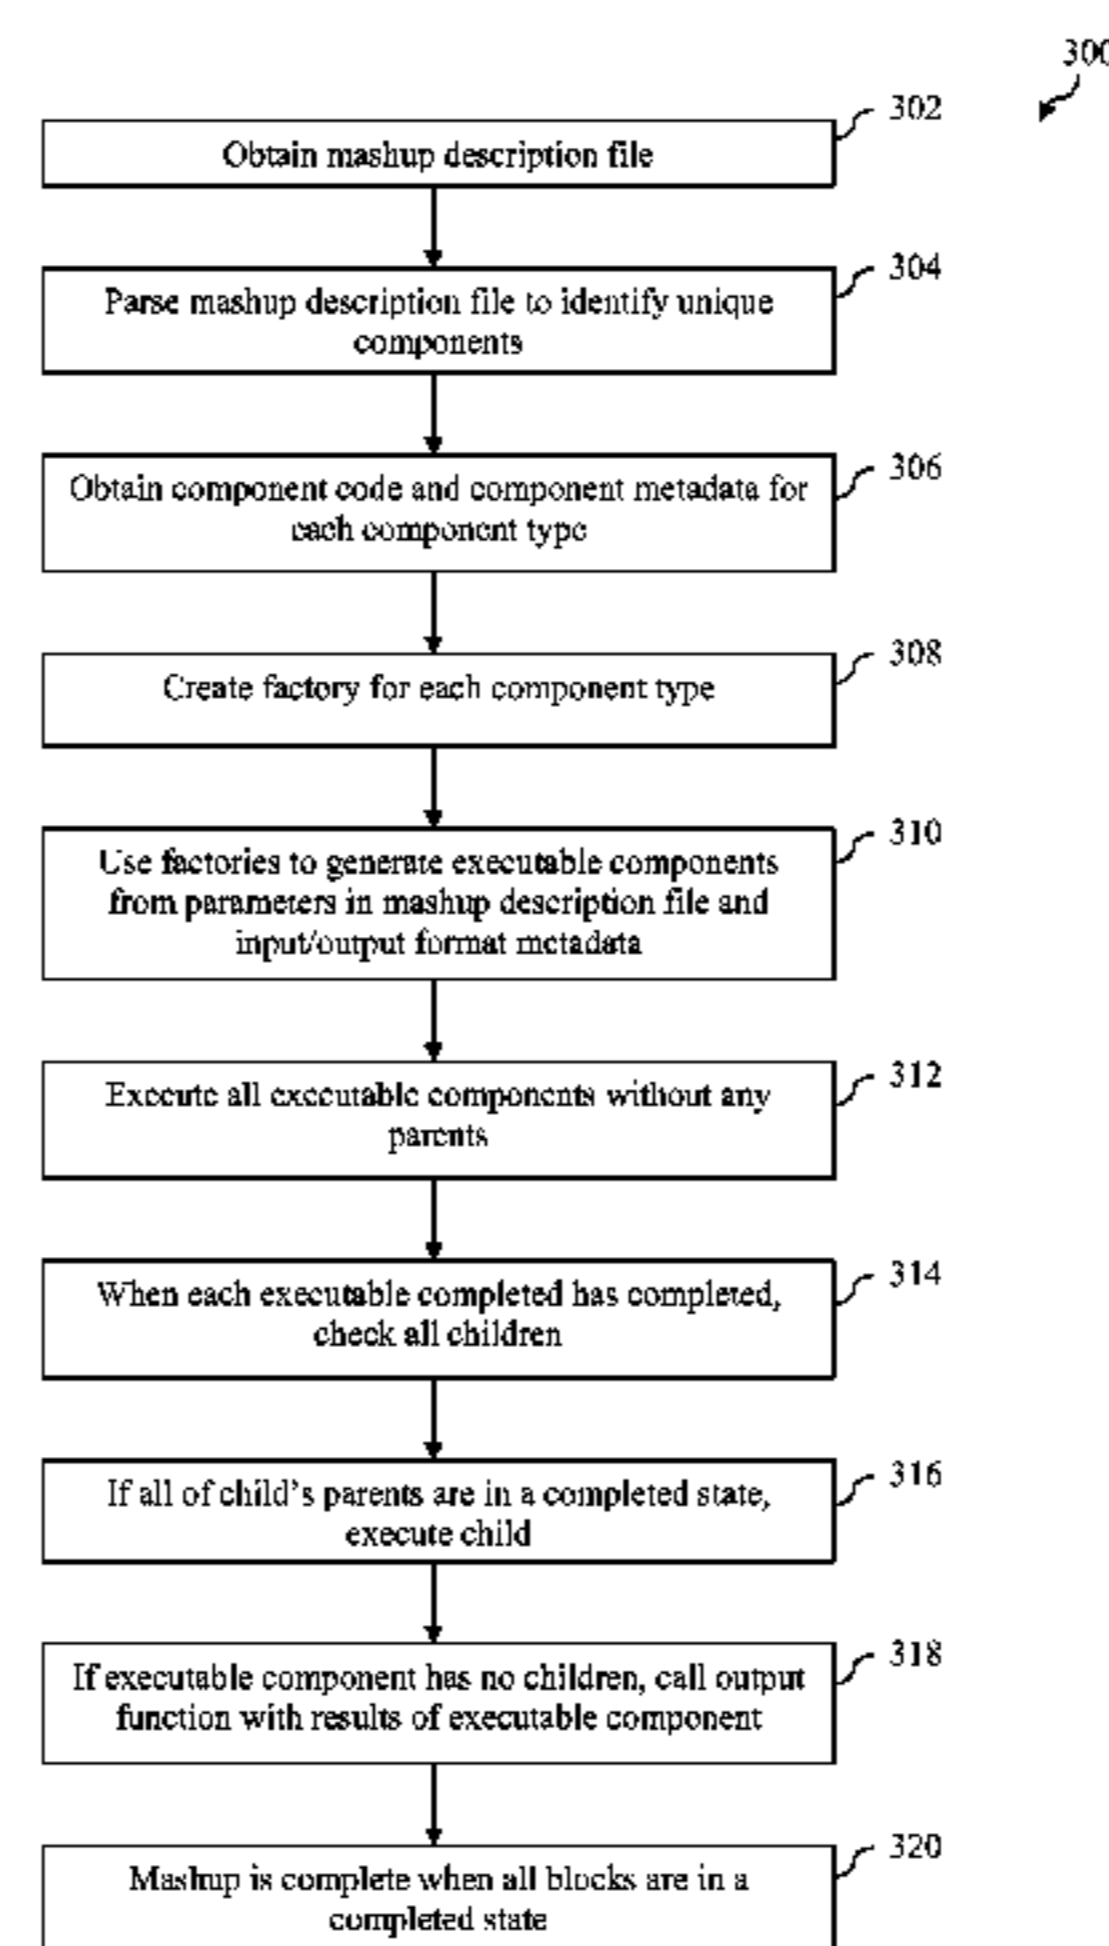 300
302
Obtain mashup description file
304
Parse mashup description file to identify unique
components
306
Obtain component code and component metadata for
each component type
308
Create factory for each component type
310
Use factories to generate executable components
from parameters in mashup description file and
input/output format metadata
312
Execute all executable components without any
parents
314
When each executable completed has completed,
check all children
316
If all of child's parents are in a completed state,
execute child
318
If executable component has no children, call output
function with results of executable component
320
Mashup is complete when all blocks are in a
completed state